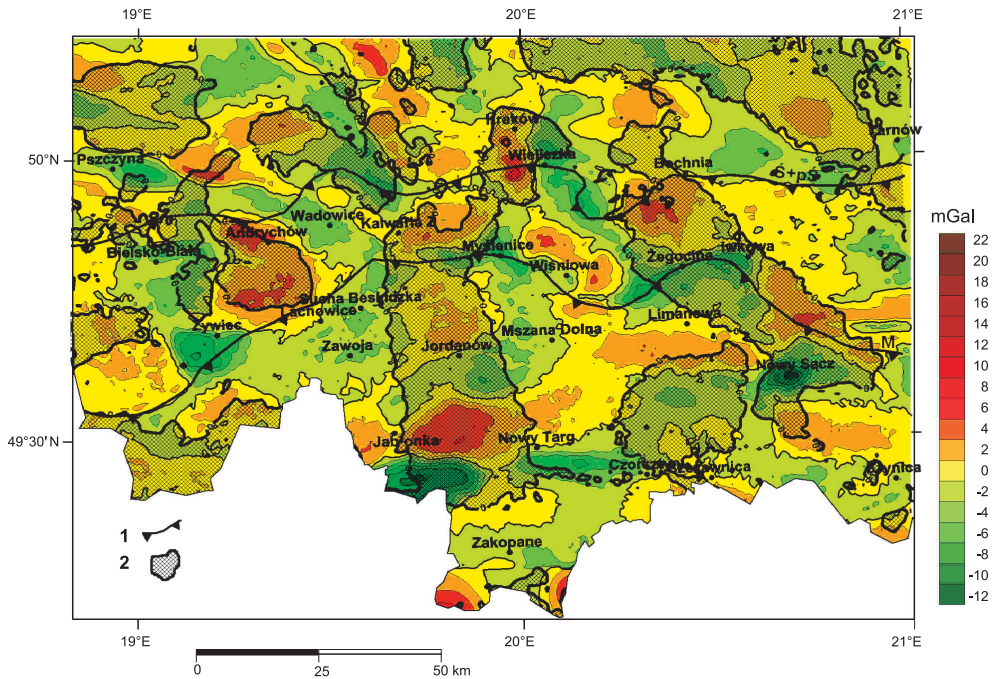 19°E
20°E
21°E
Kraków
Tarnów
Wieliczka
50°N
Pszczyna
Bochnia
S+pS
Wadowice
Kalwaria Z
Andrychów
Bielsko-Biała
Myślenice
Iwkowa
Żegocina
Wiśniowa
Sucha Beskidzka
Lachowice
Limanowa
Żywiec
Mszana Dolna
Zawoja
Jordanów
M
Nowy Sącz
49°30'N
Jabłonka
Nowy Targ
Krynica
Zakopane
1
2
19°E
20°E
21°E
0
25
50 km
mGal
22
20
18
16
14
12
10
8
6
4
2
0
-2
-4
-6
-8
-10
-12